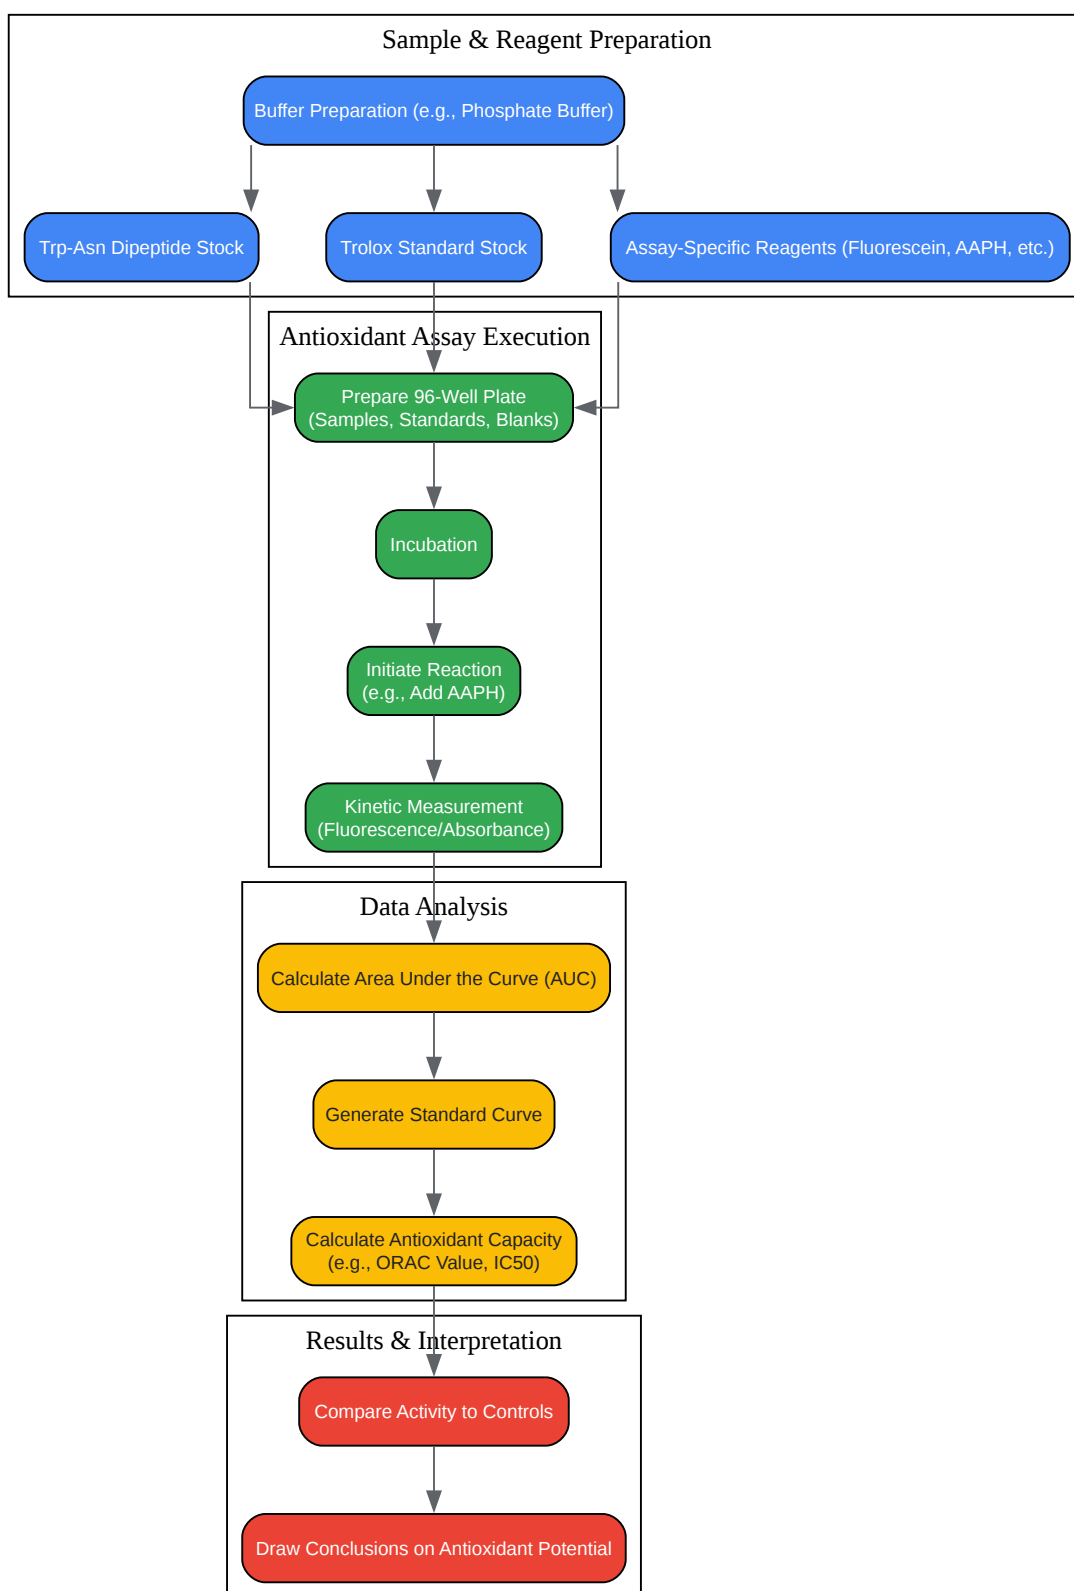 Sample & Reagent Preparation
Buffer Preparation (e.g., Phosphate Buffer)
Trp-Asn Dipeptide Stock
Trolox Standard Stock
Assay-Specific Reagents (Fluorescein, AAPH, etc.)
Antioxidant Assay Execution
Prepare 96-Well Plate
(Samples, Standards, Blanks)
Incubation
Initiate Reaction
(e.g., Add AAPH)
Kinetic Measurement
(Fluorescence/Absorbance)
Data Analysis
Calculate Area Under the Curve (AUC)
Generate Standard Curve
Calculate Antioxidant Capacity
(e.g., ORAC Value, IC50)
Results & Interpretation
Compare Activity to Controls
Draw Conclusions on Antioxidant Potential